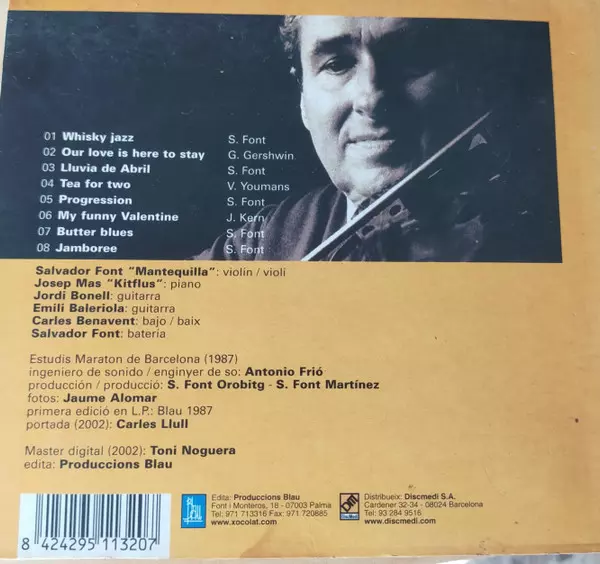 01 Whisky jazz S. Font
02 Our love is here to stay G. Gershwin
03 Lluvia de Abril S. Font
04 Tea for two V. Youmans
05 Progression S. Font
06 My funny Valentine J. Kern
07 Butter blues S. Font
08 Jamboree S. Font
Salvador Font "Mantequilla": violin / violí
Josep Mas "Kitflus": piano
Jordi Bonell: guitarra
Emili Baleriola: guitarra
Carles Benavent: bajo / baix
Salvador Font: bateria
Estudis Maraton de Barcelona (1987)
ingeniero de sonido / enginyer de so: Antonio Frió
producción / producció: S. Font Orobitg - S. Font Martínez
fotos: Jaume Alomar
primera edició en L.P.: Blau 1987
portada (2002): Carles Llull
Master digital (2002): Toni Noguera
edita: Produccions Blau
8 424295 113207
Edita: Produccions Blau
Font i Monteros, 18 - 07003 Palma
Tel: 971 713316 Fax: 971 720885
www.xocolat.com
Distribueix: Discmedi S.A.
Cardener 32-34 - 08024 Barcelona
Tel: 93 284 9516
www.discmedi.com